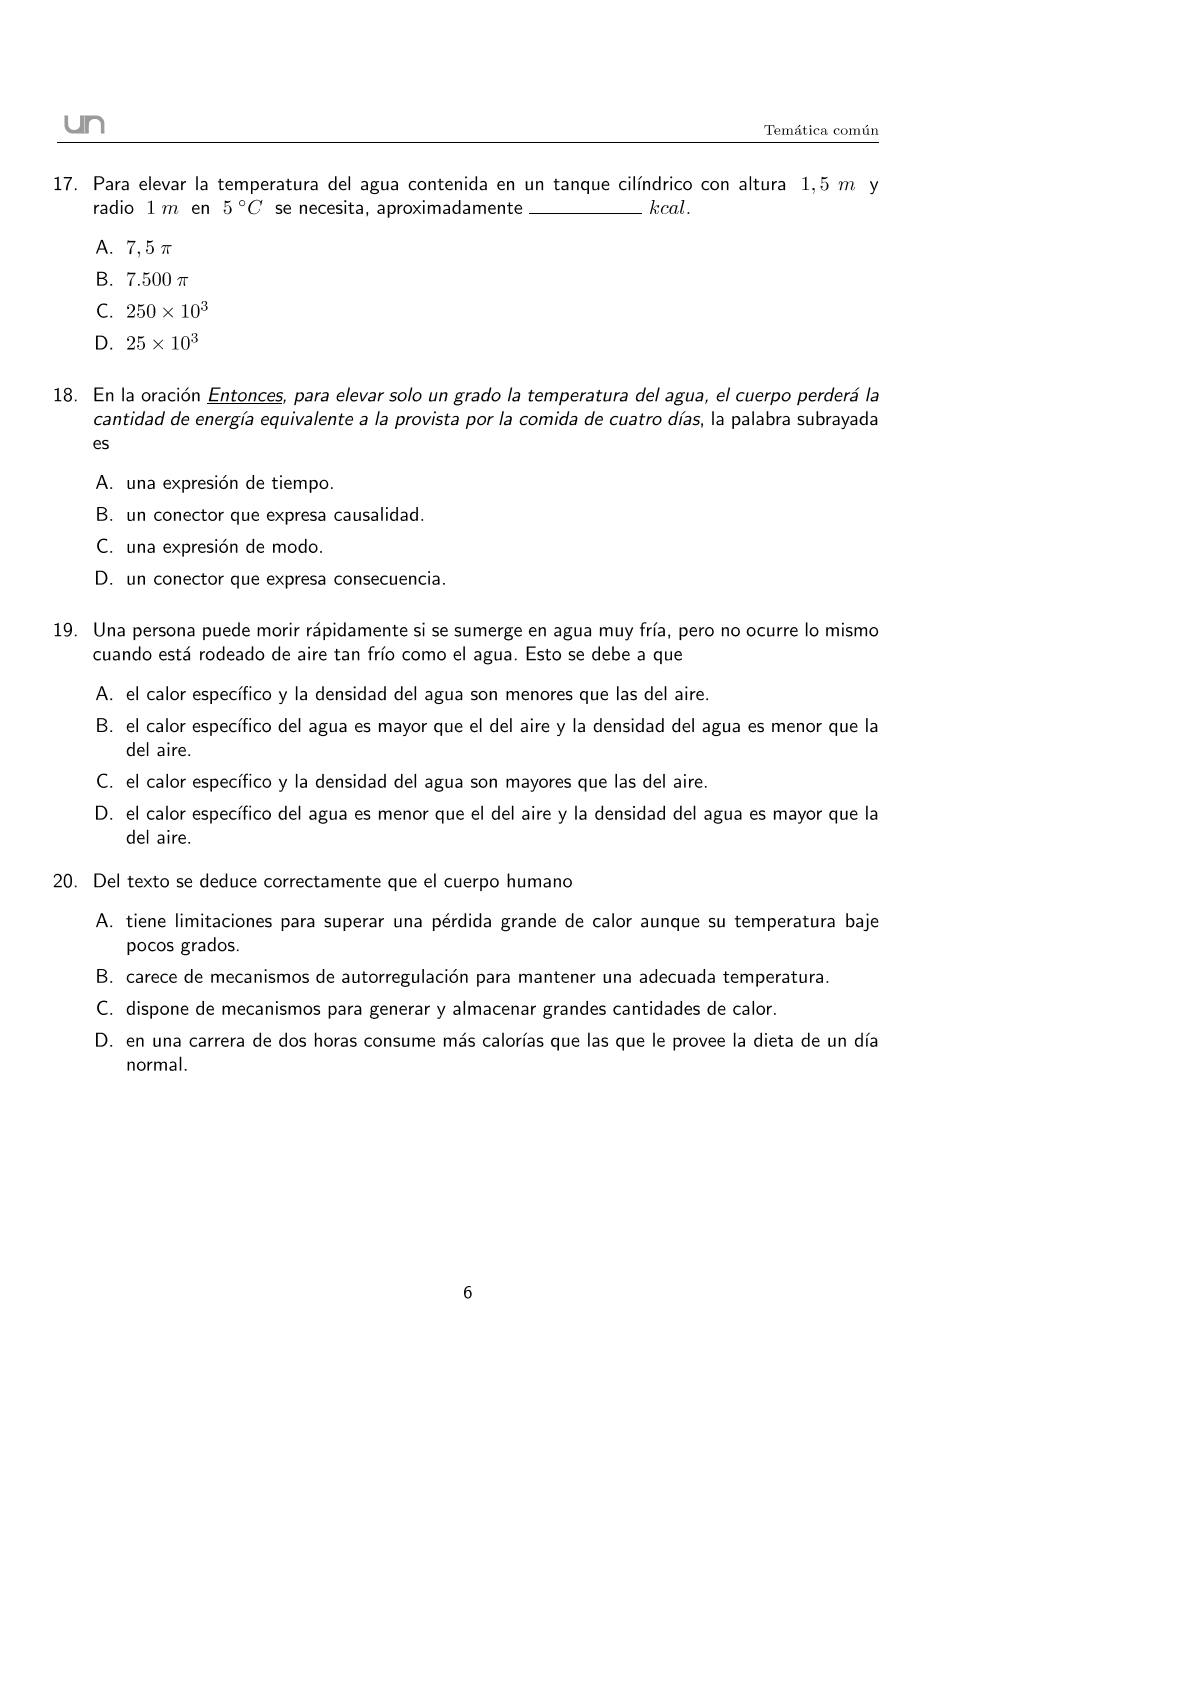 un
Temática común
17. Para elevar la temperatura del agua contenida en un tanque cilíndrico con altura 1, 5 m y
radio 1 m en 5 °C se necesita, aproximadamente ___________ kcal.
A. 7, 5 π
B. 7.500 π
C. 250 × 10³
D. 25 × 10³
18. En la oración Entonces, para elevar solo un grado la temperatura del agua, el cuerpo perderá la
cantidad de energía equivalente a la provista por la comida de cuatro días, la palabra subrayada
es
A. una expresión de tiempo.
B. un conector que expresa causalidad.
C. una expresión de modo.
D. un conector que expresa consecuencia.
19. Una persona puede morir rápidamente si se sumerge en agua muy fría, pero no ocurre lo mismo
cuando está rodeado de aire tan frío como el agua. Esto se debe a que
A. el calor específico y la densidad del agua son menores que las del aire.
B. el calor específico del agua es mayor que el del aire y la densidad del agua es menor que la
del aire.
C. el calor específico y la densidad del agua son mayores que las del aire.
D. el calor específico del agua es menor que el del aire y la densidad del agua es mayor que la
del aire.
20. Del texto se deduce correctamente que el cuerpo humano
A. tiene limitaciones para superar una pérdida grande de calor aunque su temperatura baje
pocos grados.
B. carece de mecanismos de autorregulación para mantener una adecuada temperatura.
C. dispone de mecanismos para generar y almacenar grandes cantidades de calor.
D. en una carrera de dos horas consume más calorías que las que le provee la dieta de un día
normal.
6